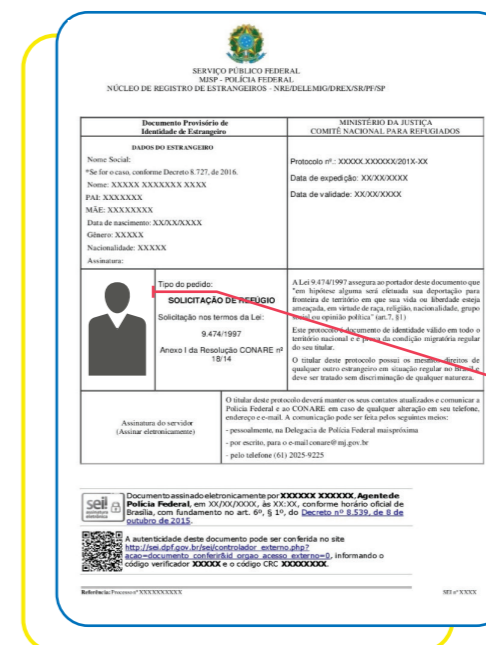 SERVIÇO PÚBLICO FEDERAL
MJSP - POLÍCIA FEDERAL
NÚCLEO DE REGISTRO DE ESTRANGEIROS - NRE/DELEMIG/DREX/SR/PF/SP
Documento Provisório de
Identidade de Estrangeiro
MINISTÉRIO DA JUSTIÇA
COMITÊ NACIONAL PARA REFUGIADOS
DADOS DO ESTRANGEIRO
Nome Social:
*Se for o caso, conforme Decreto 8.727, de 2016.
Nome: XXXXX XXXXXXX XXXX
PAI: XXXXXXX
MÃE: XXXXXXXX
Data de nascimento: XX/XX/XXXX
Gênero: XXXXX
Nacionalidade: XXXXX
Assinatura:
Protocolo nº.: XXXXX.XXXXXX/201X-XX
Data de expedição: XX/XX/XXXX
Data de validade: XX/XX/XXXX
Tipo do pedido:
SOLICITAÇÃO DE REFÚGIO
Solicitação nos termos da Lei:
9.474/1997
Anexo I da Resolução CONARE nº
18/14
A Lei 9.474/1997 assegura ao portador deste documento que
"em hipótese alguma será efetuada sua deportação para
fronteira de território em que sua vida ou liberdade esteja
ameaçada, em virtude de raça, religião, nacionalidade, grupo
social ou opinião política" (art.7, §1)
Este protocolo é documento de identidade válido em todo o
território nacional e é prova da condição migratória regular
do seu titular.
O titular deste protocolo possui os mesmos direitos de
qualquer outro estrangeiro em situação regular no Brasil e
deve ser tratado sem discriminação de qualquer natureza.
Assinatura do servidor
(Assinar eletronicamente)
O titular deste protocolo deverá manter os seus contatos atualizados e comunicar a
Polícia Federal e ao CONARE em caso de qualquer alteração em seu telefone,
endereço e e-mail. A comunicação pode ser feita pelos seguintes meios:
- pessoalmente, na Delegacia de Polícia Federal maispróxima
- por escrito, para o e-mail conare@mj.gov.br
- pelo telefone (61) 2025-9225
sei!
assinatura
eletrônica
Documento assinado eletronicamente por XXXXXX XXXXXX, Agente de
Polícia Federal, em XX/XX/XXXX, às XX:XX, conforme horário oficial de
Brasília, com fundamento no art. 6º, § 1º, do Decreto nº 8.539, de 8 de
outubro de 2015.
A autenticidade deste documento pode ser conferida no site
http://sei.dpf.gov.br/sei/controlador_externo.php?
acao=documento_conferir&id_orgao_acesso_externo=0, informando o
código verificador XXXXX e o código CRC XXXXXXXX.
Referência: Processo nº XXXXXXXXXX
SEI nº XXXX